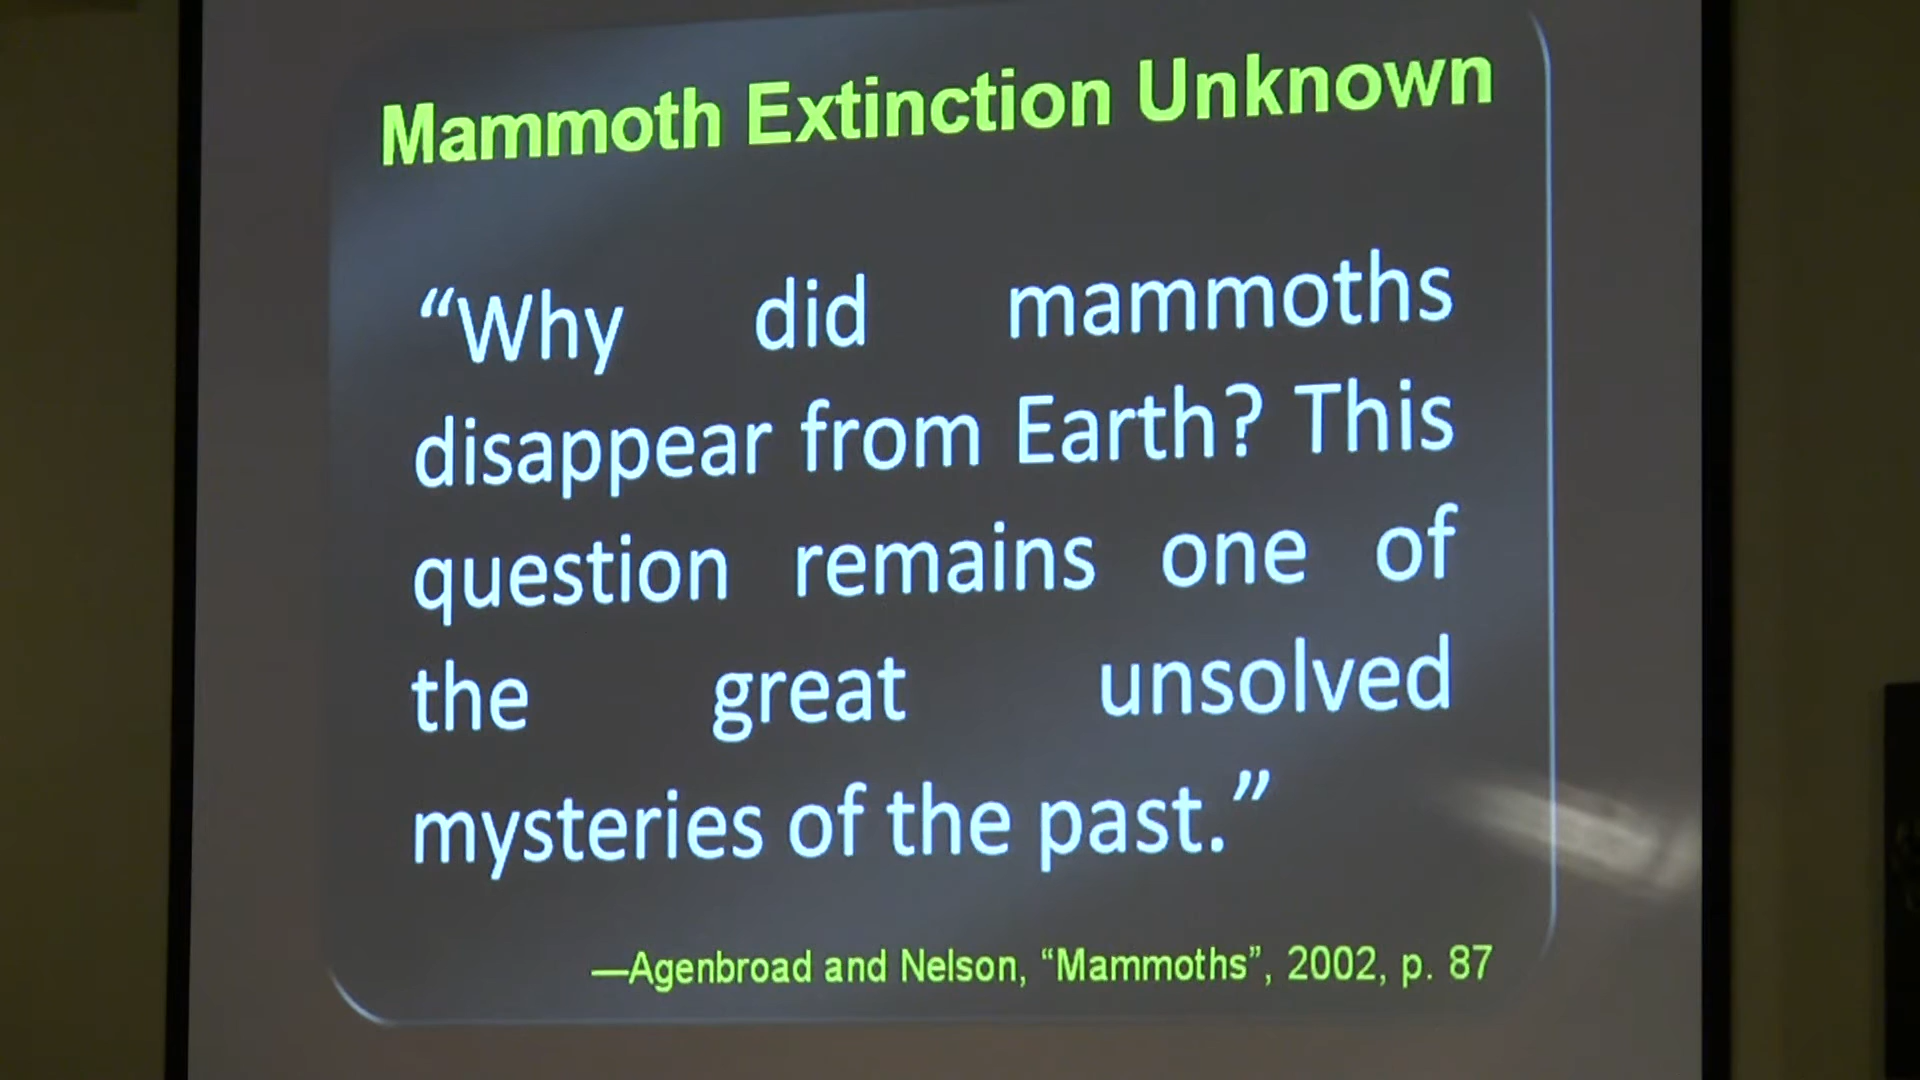 Mammoth Extinction Unknown
“Why did mammoths
disappear from Earth? This
question remains one of
the great unsolved
mysteries of the past.”
—Agenbroad and Nelson, “Mammoths”, 2002, p. 87